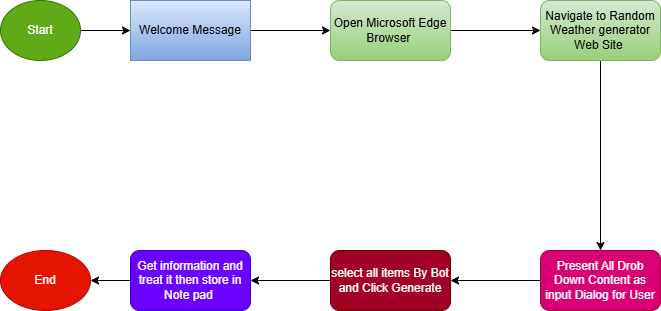 Start
Welcome Message
Open Microsoft Edge
Browser
Navigate to Random
Weather generator
Web Site
End
Get information and
treat it then store in
Note pad
select all items By Bot
and Click Generate
Present All Drob
Down Content as
input Dialog for User